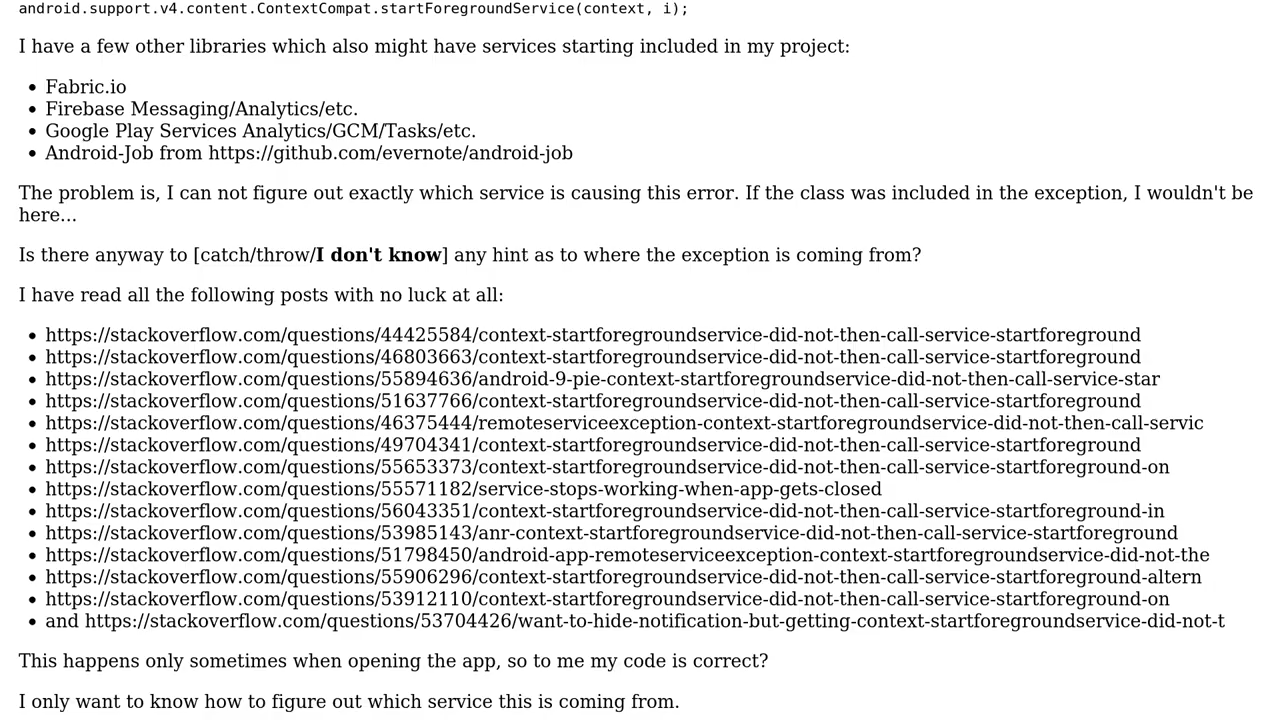 android.support.v4.content.ContextCompat.startForegroundService(context, i);
I have a few other libraries which also might have services starting included in my project:
• Fabric.io
• Firebase Messaging/Analytics/etc.
• Google Play Services Analytics/GCM/Tasks/etc.
• Android-Job from https://github.com/evernote/android-job
The problem is, I can not figure out exactly which service is causing this error. If the class was included in the exception, I wouldn't be
here...
Is there anyway to [catch/throw/I don't know] any hint as to where the exception is coming from?
I have read all the following posts with no luck at all:
• https://stackoverflow.com/questions/44425584/context-startforegroundservice-did-not-then-call-service-startforeground
• https://stackoverflow.com/questions/46803663/context-startforegroundservice-did-not-then-call-service-startforeground
• https://stackoverflow.com/questions/55894636/android-9-pie-context-startforegroundservice-did-not-then-call-service-star
• https://stackoverflow.com/questions/51637766/context-startforegroundservice-did-not-then-call-service-startforeground
• https://stackoverflow.com/questions/46375444/remoteserviceexception-context-startforegroundservice-did-not-then-call-servic
• https://stackoverflow.com/questions/49704341/context-startforegroundservice-did-not-then-call-service-startforeground
• https://stackoverflow.com/questions/55653373/context-startforegroundservice-did-not-then-call-service-startforeground-on
• https://stackoverflow.com/questions/55571182/service-stops-working-when-app-gets-closed
• https://stackoverflow.com/questions/56043351/context-startforegroundservice-did-not-then-call-service-startforeground-in
• https://stackoverflow.com/questions/53985143/anr-context-startforegroundservice-did-not-then-call-service-startforeground
• https://stackoverflow.com/questions/51798450/android-app-remoteserviceexception-context-startforegroundservice-did-not-the
• https://stackoverflow.com/questions/55906296/context-startforegroundservice-did-not-then-call-service-startforeground-altern
• https://stackoverflow.com/questions/53912110/context-startforegroundservice-did-not-then-call-service-startforeground-on
• and https://stackoverflow.com/questions/53704426/want-to-hide-notification-but-getting-context-startforegroundservice-did-not-t
This happens only sometimes when opening the app, so to me my code is correct?
I only want to know how to figure out which service this is coming from.